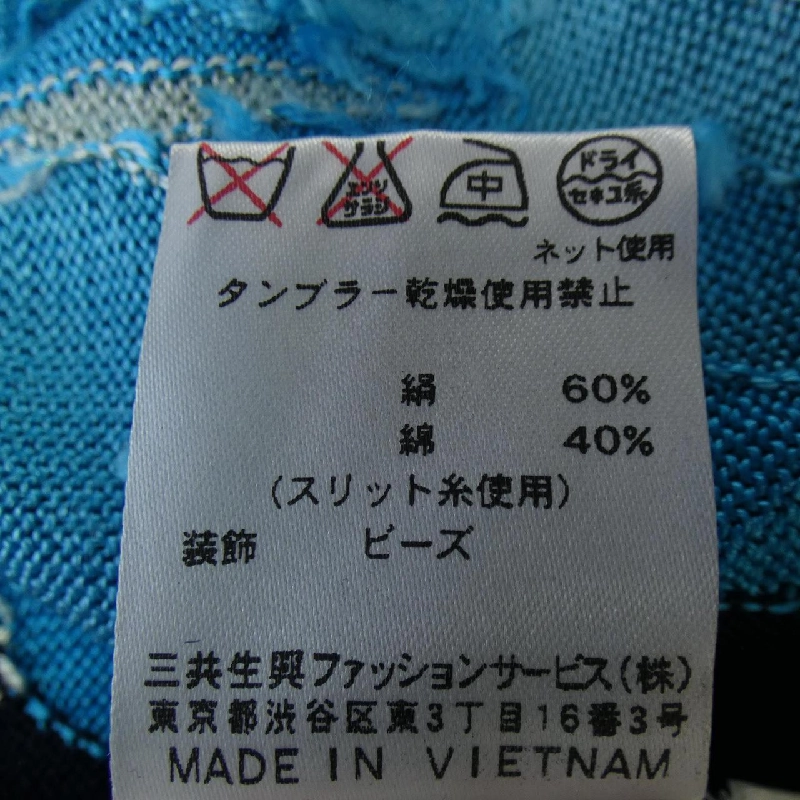 エンソ サラシ 中 ドライ セキユ系
ネット使用
タンブラー乾燥使用禁止
絹 60%
綿 40%
(スリット糸使用)
装飾 ビーズ
三共生興ファッションサービス(株)
東京都渋谷区東3丁目16番3号
MADE IN VIETNAM